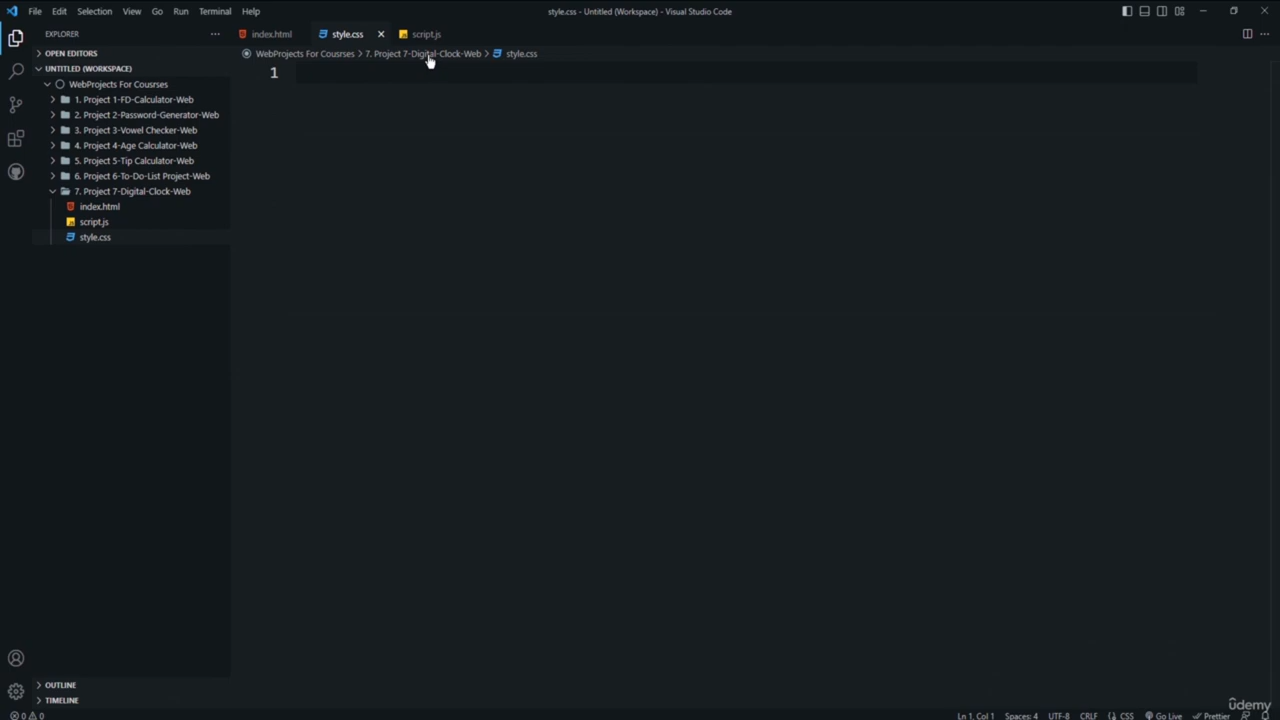 File Edit Selection View Go Run Terminal Help
style.css - Untitled (Workspace) - Visual Studio Code
EXPLORER
index.html
style.css
script.js
OPEN EDITORS
WebProjects For Cousrses > 7. Project 7-Digital-Clock-Web > style.css
UNTITLED (WORKSPACE)
1
WebProjects For Cousrses
1. Project 1-FD-Calculator-Web
2. Project 2-Password-Generator-Web
3. Project 3-Vowel Checker-Web
4. Project 4-Age Calculator-Web
5. Project 5-Tip Calculator-Web
6. Project 6-To-Do-List Project-Web
7. Project 7-Digital-Clock-Web
index.html
script.js
style.css
OUTLINE
TIMELINE
udemy
0 0
Ln 1, Col 1 Spaces: 4 UTF-8 CRLF {} CSS Go Live Prettier